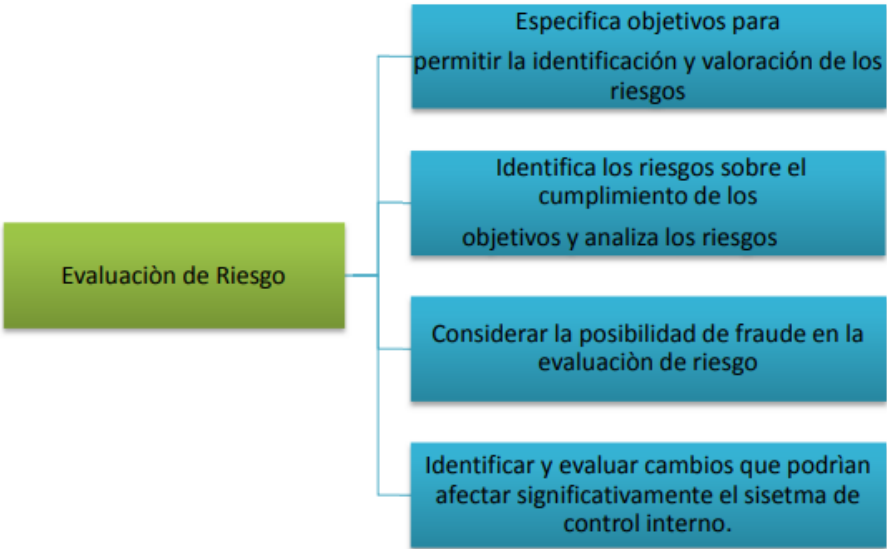 Especifica objetivos para
permitir la identificación y valoración de los
riesgos
Identifica los riesgos sobre el
cumplimiento de los
objetivos y analiza los riesgos
Evaluaciòn de Riesgo
Considerar la posibilidad de fraude en la
evaluaciòn de riesgo
Identificar y evaluar cambios que podrìan
afectar significativamente el sisetma de
control interno.